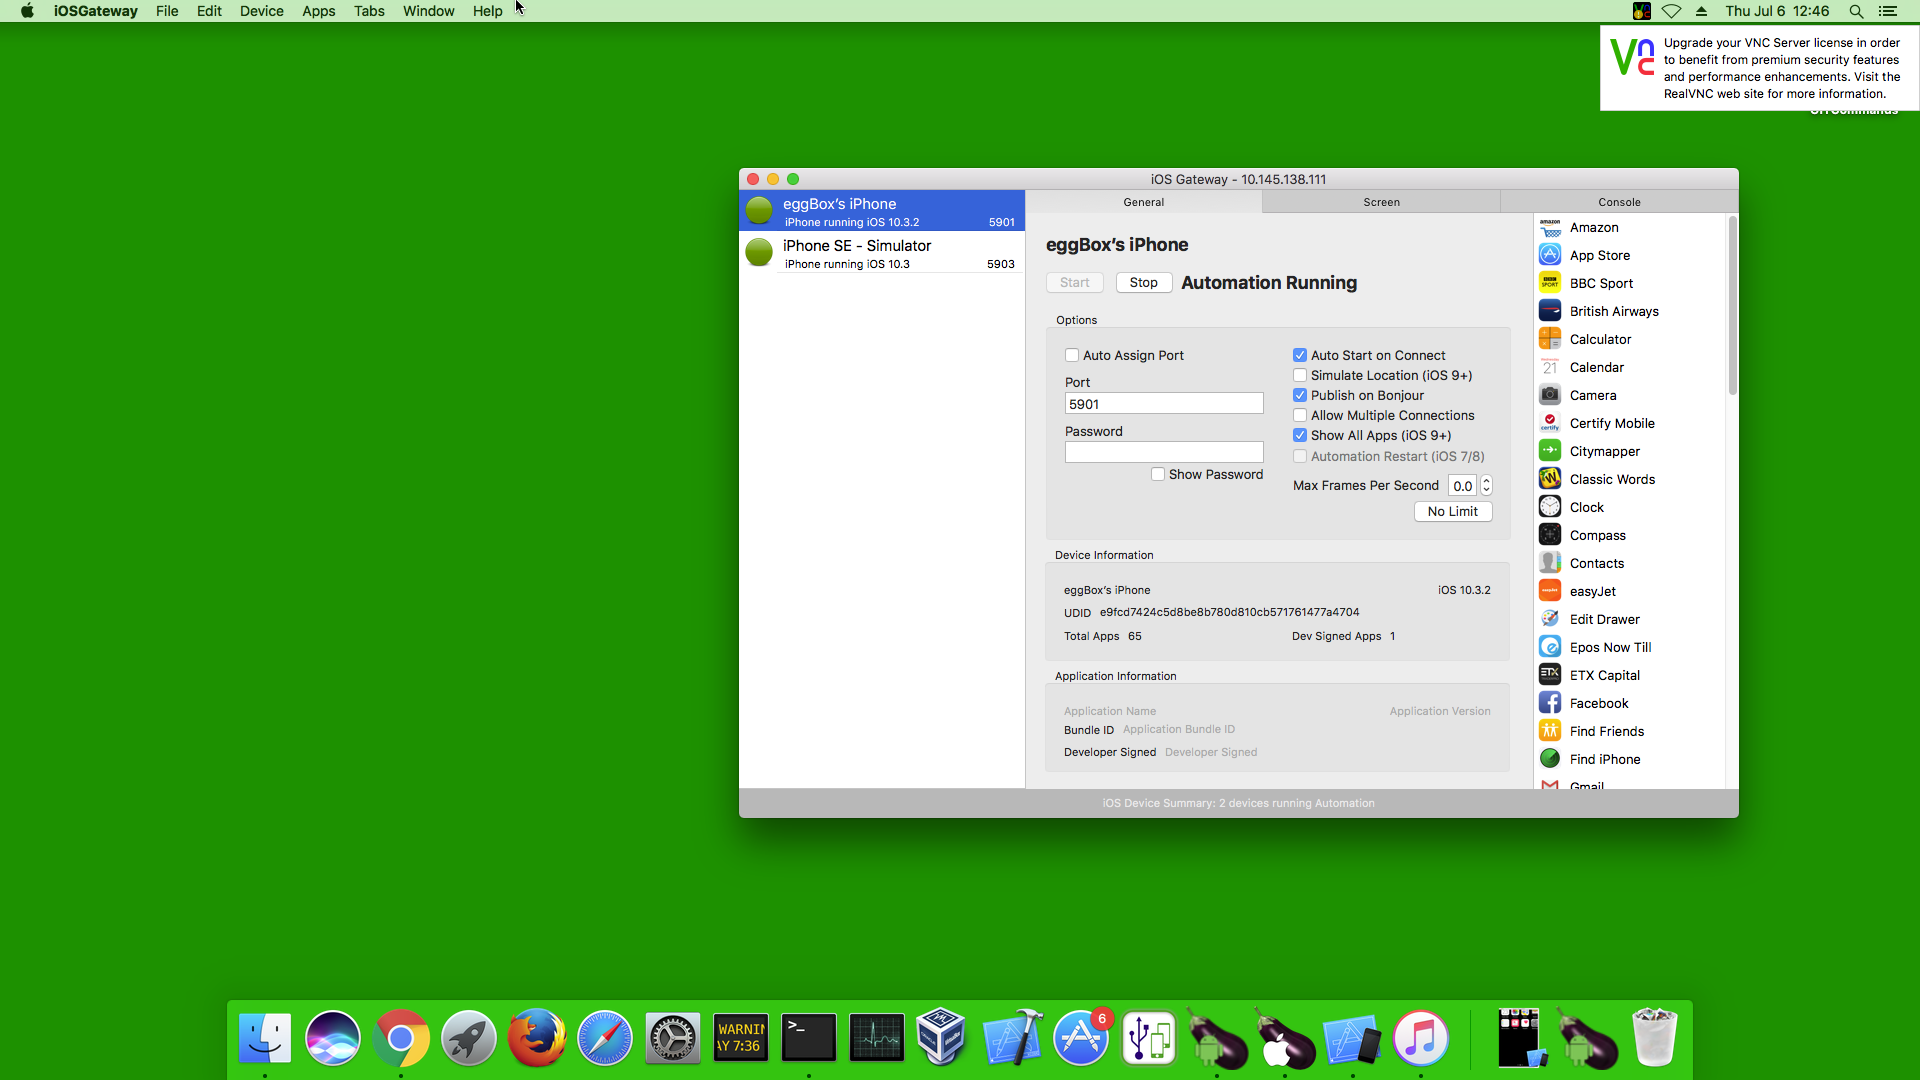 iOSGateway File Edit Device Apps Tabs Window Help
Thu Jul 6 12:46
Upgrade your VNC Server license in order
to benefit from premium security features
and performance enhancements. Visit the
RealVNC web site for more information.
iOS Gateway - 10.145.138.111
eggBox's iPhone
iPhone running iOS 10.3.2 5901
iPhone SE - Simulator
iPhone running iOS 10.3 5903
General Screen Console
eggBox's iPhone
Start Stop Automation Running
Options
Auto Assign Port
Port
5901
Password
Show Password
Auto Start on Connect
Simulate Location (iOS 9+)
Publish on Bonjour
Allow Multiple Connections
Show All Apps (iOS 9+)
Automation Restart (iOS 7/8)
Max Frames Per Second 0.0
No Limit
Device Information
eggBox's iPhone iOS 10.3.2
UDID e9fcd7424c5d8be8b780d810cb571761477a4704
Total Apps 65 Dev Signed Apps 1
Application Information
Application Name Application Version
Bundle ID Application Bundle ID
Developer Signed Developer Signed
Amazon
App Store
BBC Sport
British Airways
Calculator
21 Calendar
Camera
Certify Mobile
Citymapper
Classic Words
Clock
Compass
Contacts
easyJet
Edit Drawer
Epos Now Till
ETX Capital
Facebook
Find Friends
Find iPhone
Gmail
iOS Device Summary: 2 devices running Automation
WARNIN
AY 7:36
6